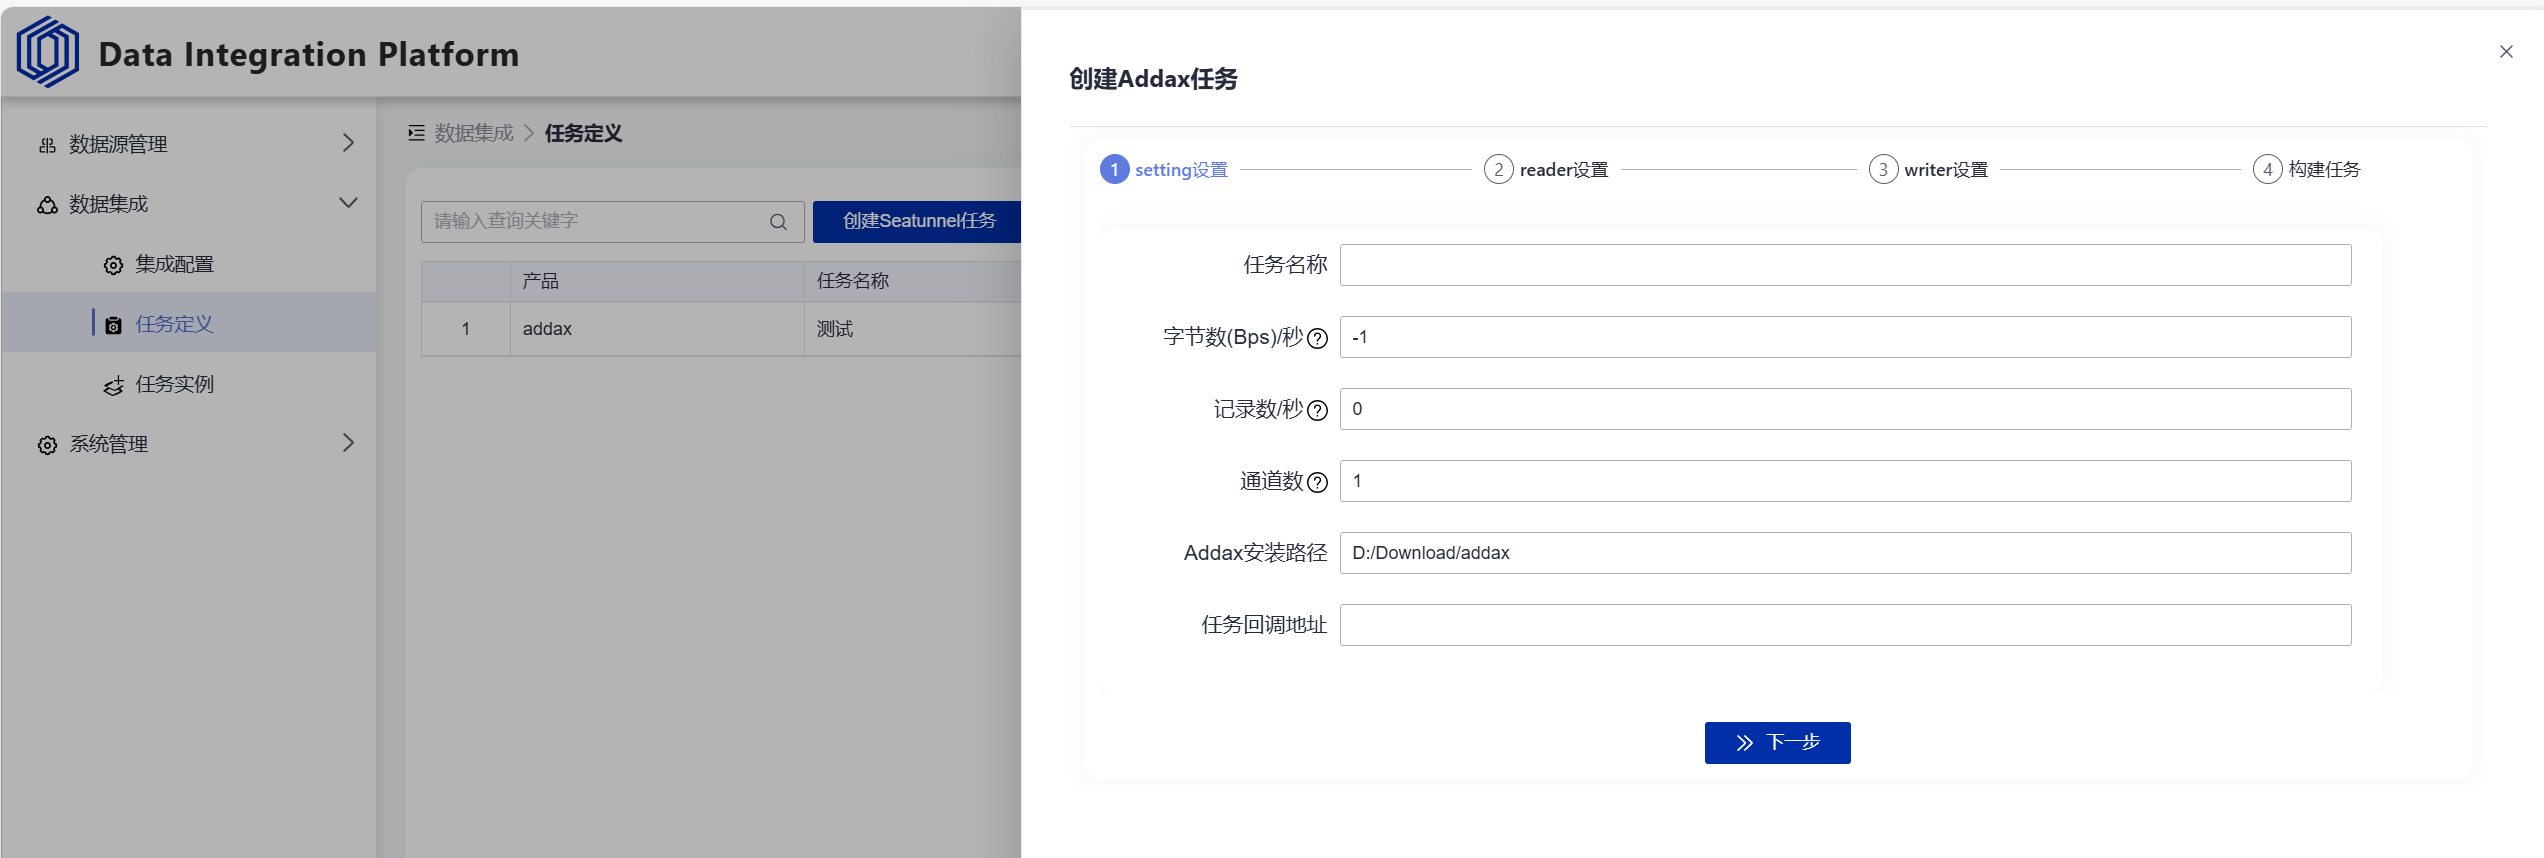 Data Integration Platform
数据源管理
数据集成
集成配置
任务定义
任务实例
系统管理
数据集成 任务定义
请输入查询关键字
创建Seatunnel任务
产品 任务名称
1 addax 测试
创建Addax任务
1 setting设置 2 reader设置 3 writer设置 4 构建任务
任务名称
字节数(Bps)/秒 -1
记录数/秒 0
通道数 1
Addax安装路径 D:/Download/addax
任务回调地址
下一步